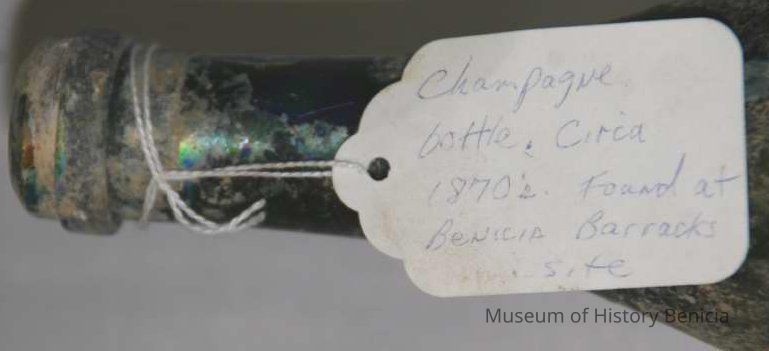 Champagne
bottle. Circa
1870's. Found at
Benicia Barracks
site
Museum of History Benicia